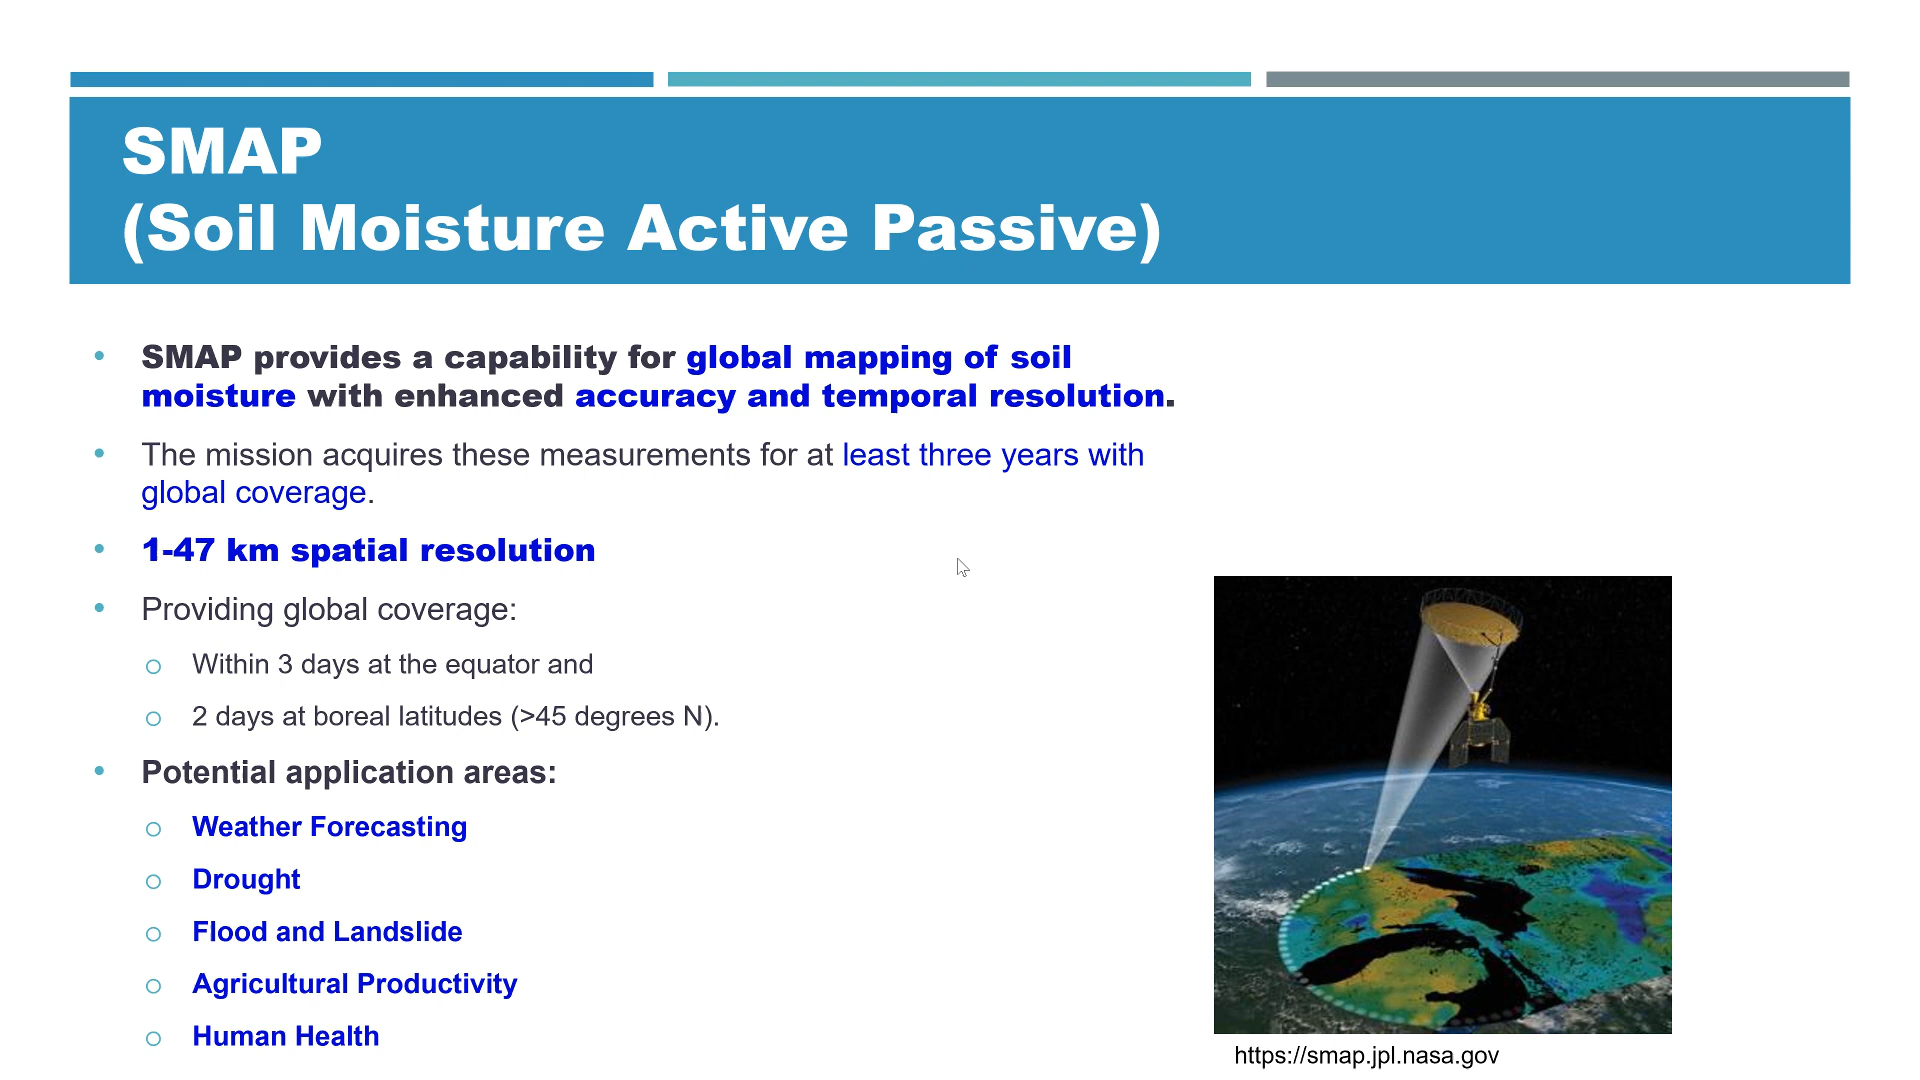 SMAP
(Soil Moisture Active Passive)
• SMAP provides a capability for global mapping of soil
moisture with enhanced accuracy and temporal resolution.
• The mission acquires these measurements for at least three years with
global coverage.
• 1-47 km spatial resolution
• Providing global coverage:
o Within 3 days at the equator and
o 2 days at boreal latitudes (>45 degrees N).
• Potential application areas:
o Weather Forecasting
o Drought
o Flood and Landslide
o Agricultural Productivity
o Human Health
https://smap.jpl.nasa.gov